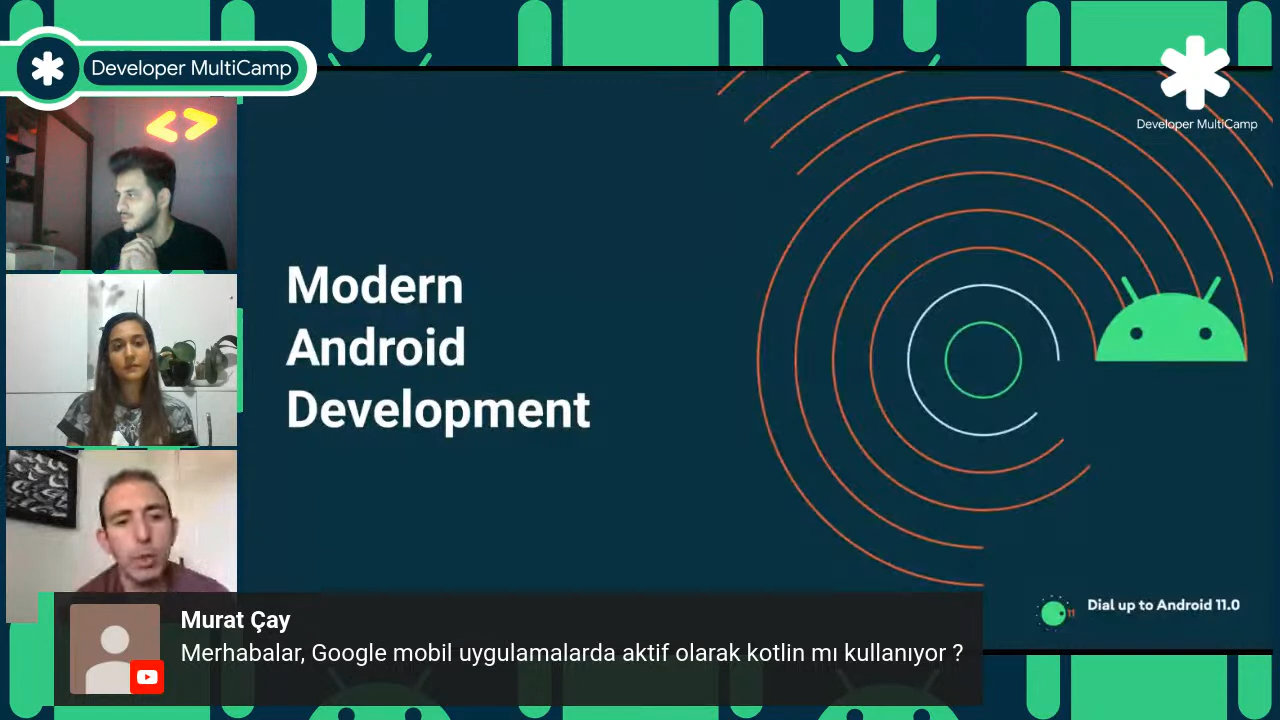 Developer MultiCamp
Developer MultiCamp
< >
Modern
Android
Development
11
Dial up to Android 11.0
Murat Çay
Merhabalar, Google mobil uygulamalarda aktif olarak kotlin mı kullanıyor ?